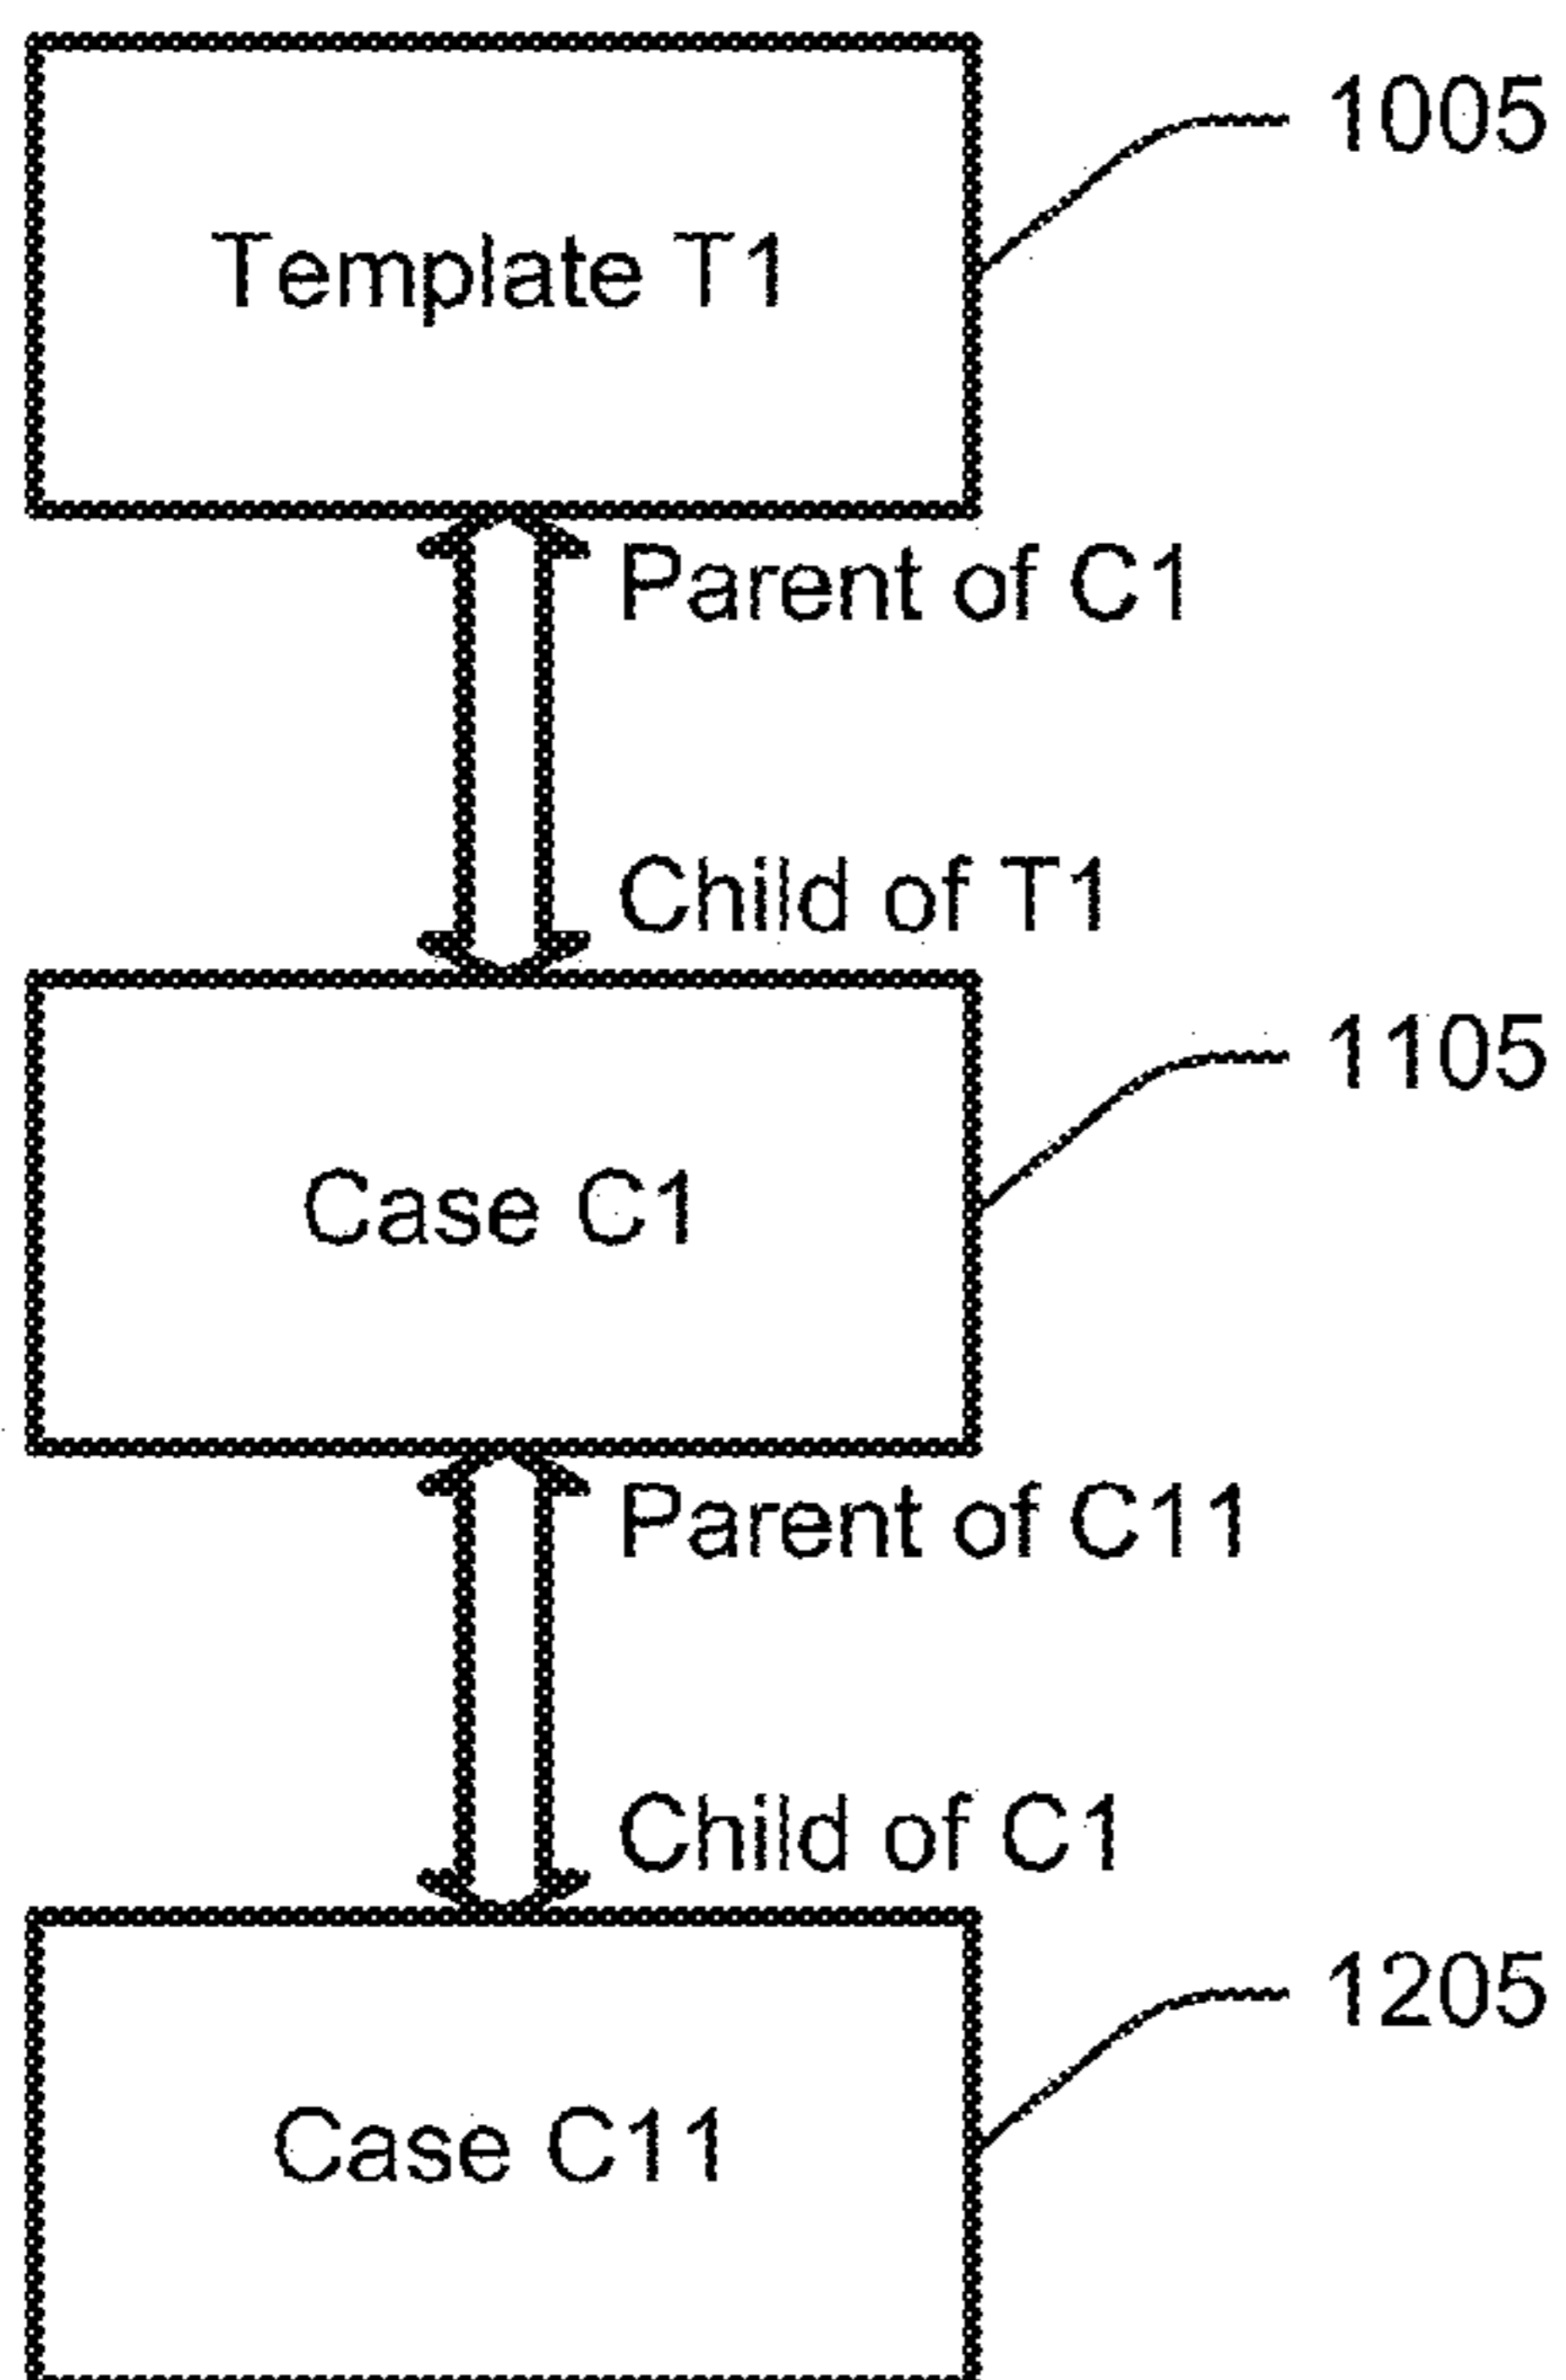 1005
Template T1
Parent of C1
Child of T1
1105
Case C1
Parent of C11
Child of C1
1205
Case C11